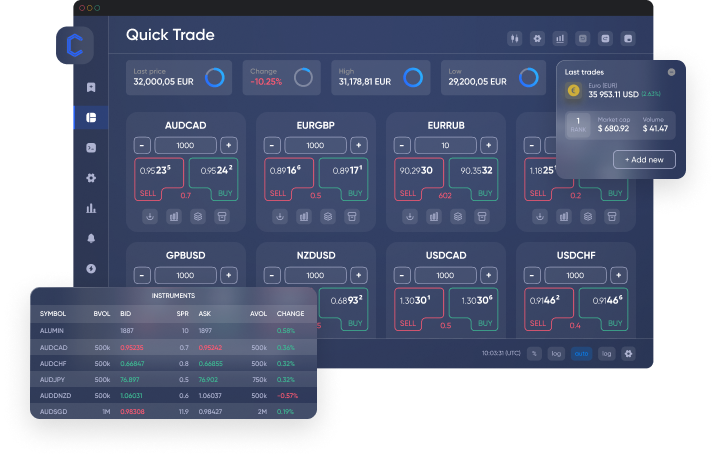 Quick Trade
Last price
32,000,05 EUR
Change
-10.25%
High
31,178,81 EUR
Low
29,200,05 EUR
Last trades
Euro (EUR)
35 953.11 USD (2.63%)
1
RANK
Market cap
$ 680.92
Volume
$ 41.47
+ Add new
AUDCAD
- 1000 +
0.95 23 5
0.95 24 2
SELL 0.7 BUY
EURGBP
- 1000 +
0.89 16 6
0.89 17 1
SELL 0.5 BUY
EURRUB
- 10 +
90.29 30
90.35 32
SELL 602 BUY
-
1.18 25
SELL 0.2 BUY
GPBUSD
- 1000 +
NZDUSD
- 1000 +
0.68 93 2
BUY
USDCAD
- 1000 +
1.30 30 1
1.30 30 6
SELL 0.5 BUY
USDCHF
- 1000 +
0.91 46 2
0.91 46 6
SELL 0.4 BUY
INSTRUMENTS
SYMBOL BVOL BID SPR ASK AVOL CHANGE
ALUMIN 1887 10 1897 0.58%
AUDCAD 500k 0.95235 0.7 0.95242 500k 0.36%
AUDCHF 500k 0.66847 0.8 0.66855 500k 0.32%
AUDJPY 500k 76,897 0.5 76,902 750k 0.32%
AUDDNZD 500k 1.06031 0.6 1.06037 500k -0.57%
AUDSGD 1M 0.98308 11.9 0.98427 2M 0.19%
10:03:31 (UTC) % log auto log